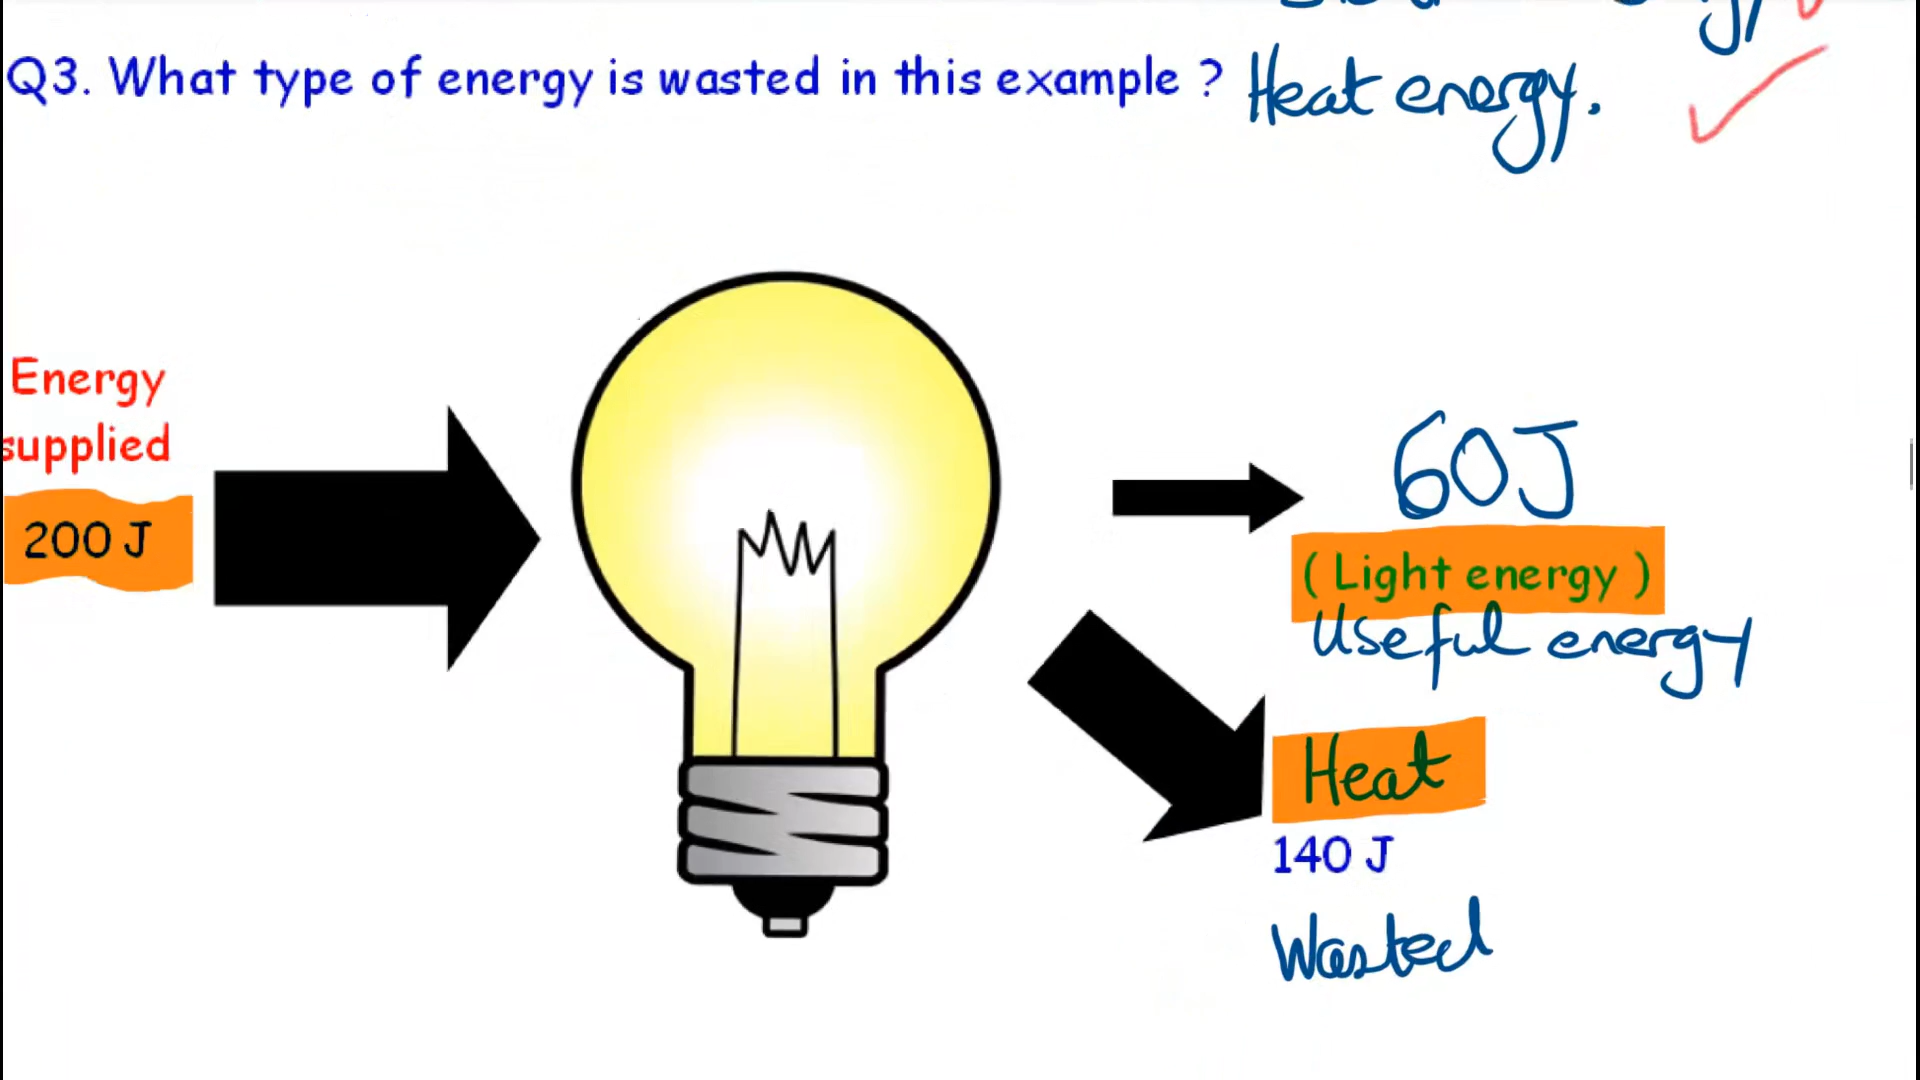 Q3. What type of energy is wasted in this example ? Heat energy.
Energy
supplied
200 J
60J
( Light energy )
Useful energy
Heat
140 J
Wasted